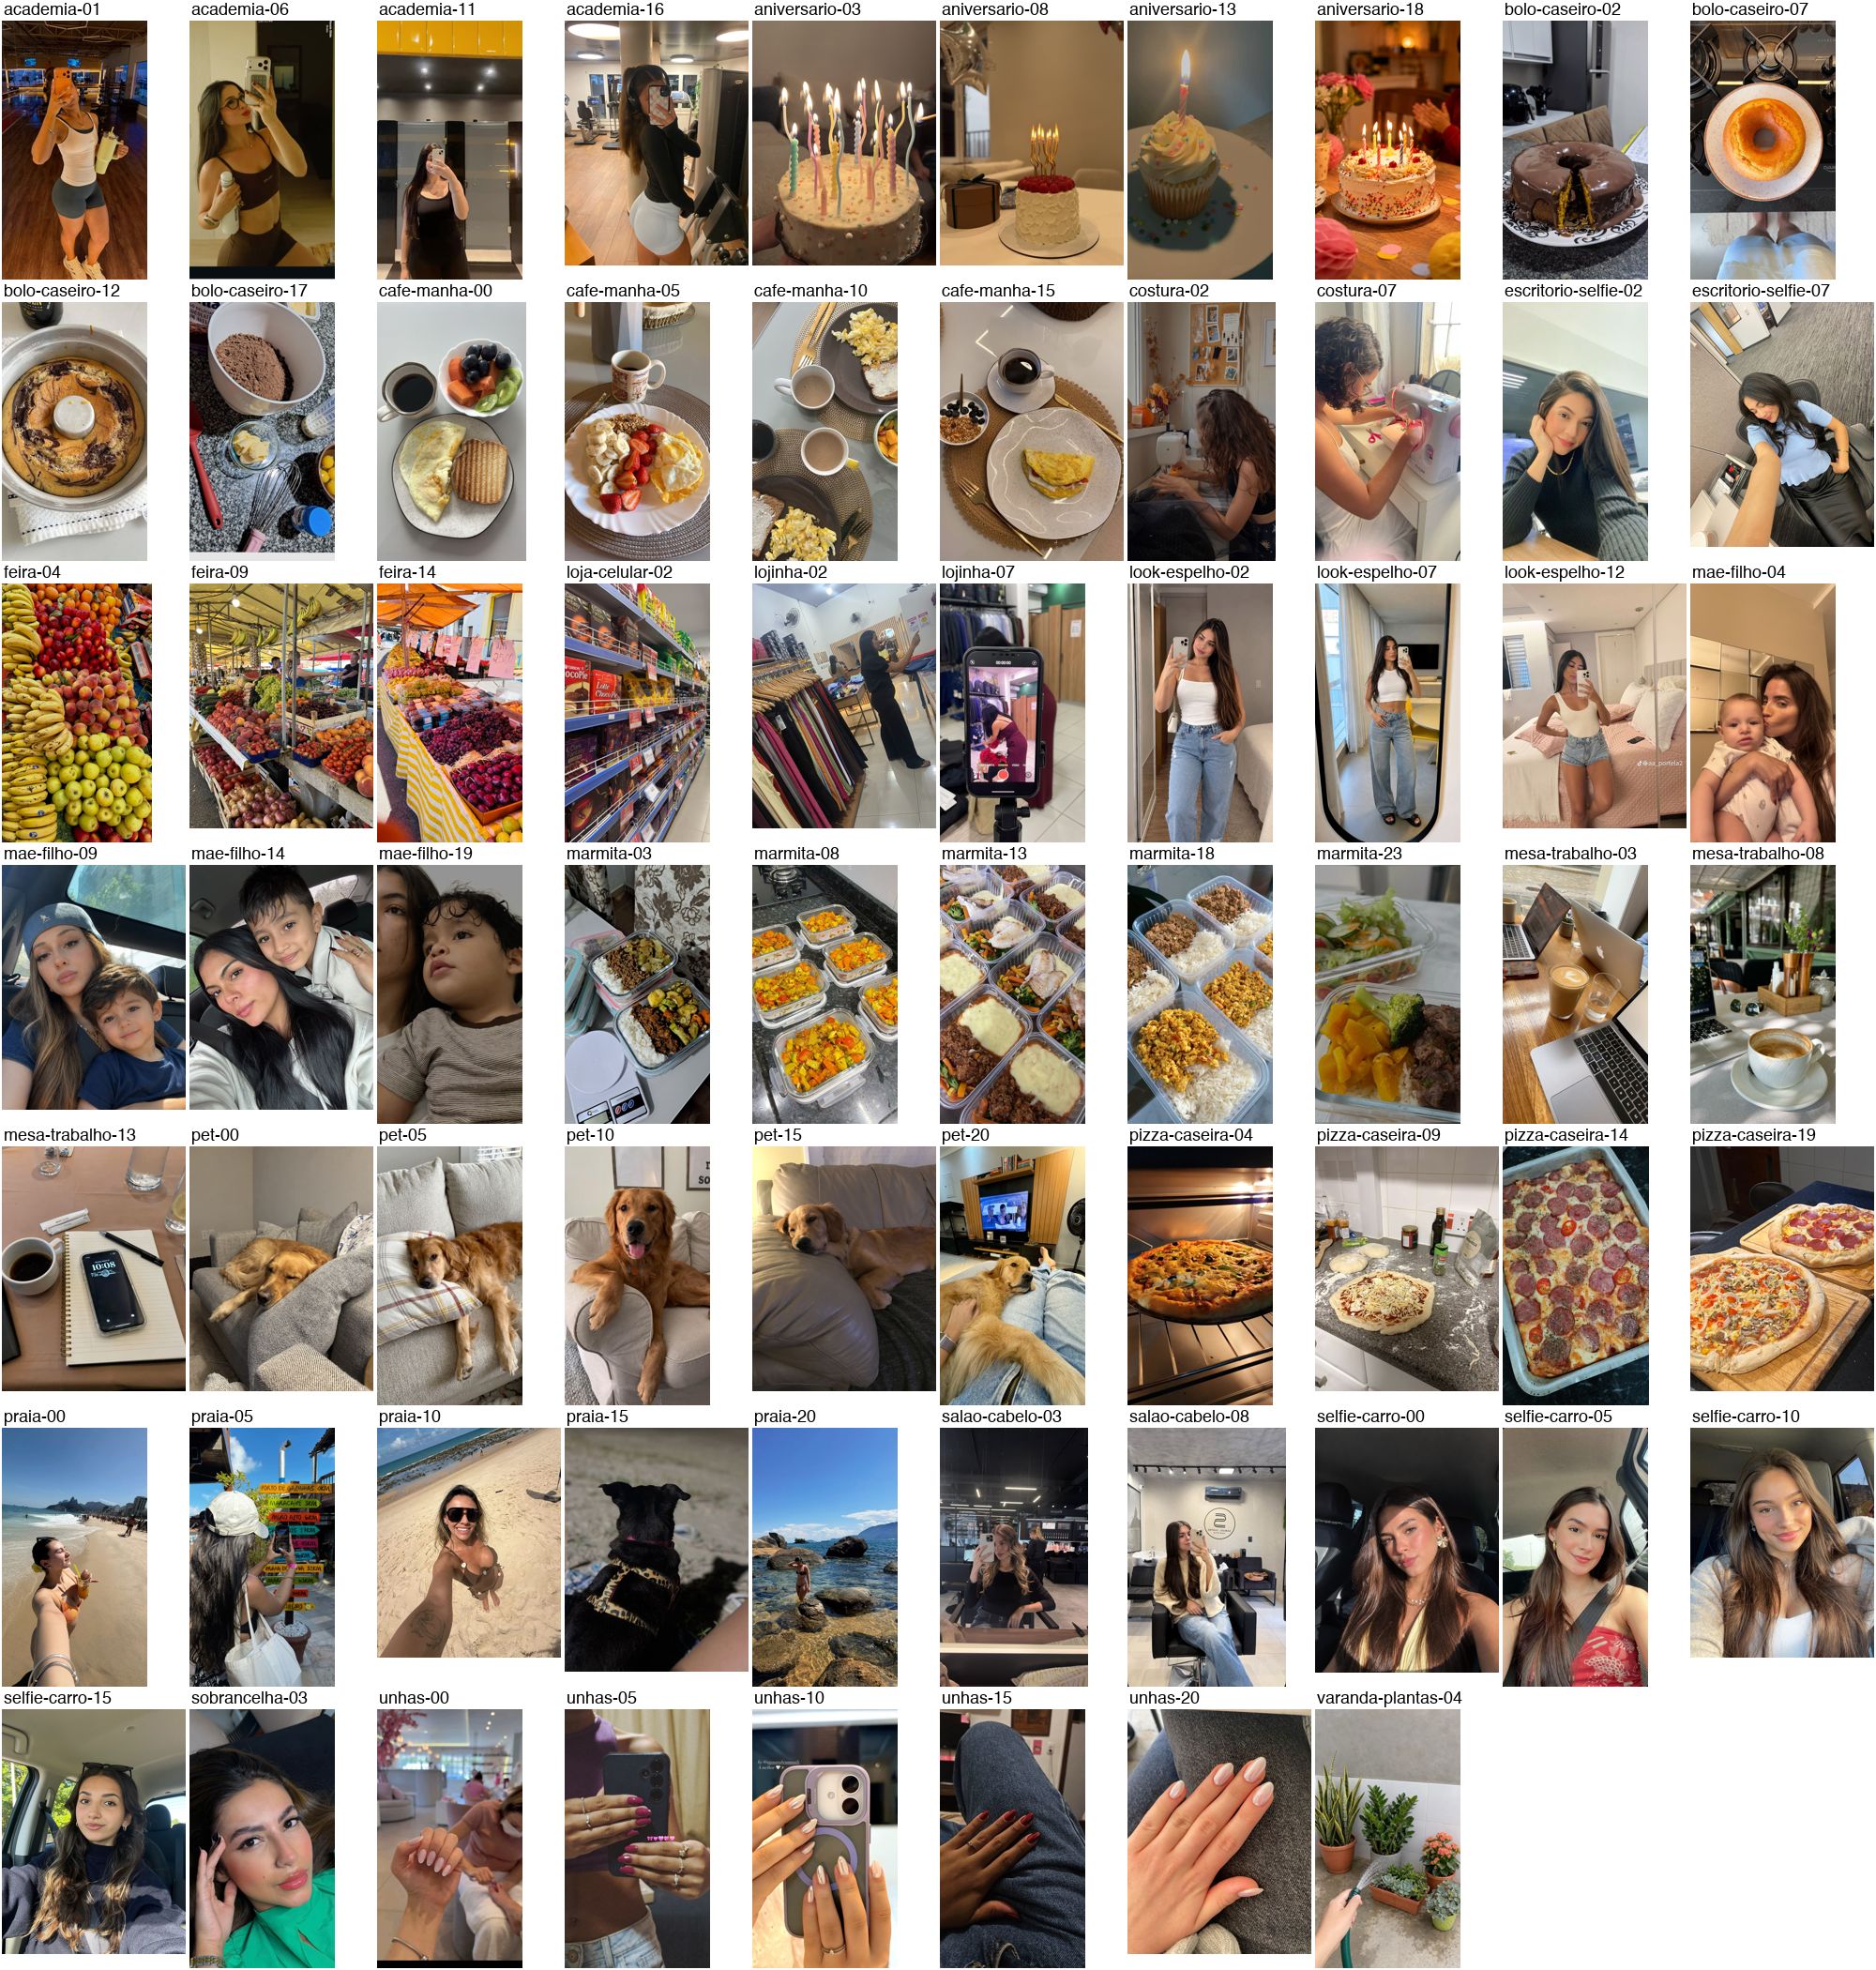 academia-01
academia-06
academia-11
academia-16
aniversario-03
aniversario-08
aniversario-13
aniversario-18
bolo-caseiro-02
bolo-caseiro-07
bolo-caseiro-12
bolo-caseiro-17
cafe-manha-00
cafe-manha-05
cafe-manha-10
cafe-manha-15
costura-02
costura-07
escritorio-selfie-02
escritorio-selfie-07
feira-04
feira-09
feira-14
loja-celular-02
lojinha-02
lojinha-07
look-espelho-02
look-espelho-07
look-espelho-12
mae-filho-04
mae-filho-09
mae-filho-14
mae-filho-19
marmita-03
marmita-08
marmita-13
marmita-18
marmita-23
mesa-trabalho-03
mesa-trabalho-08
mesa-trabalho-13
pet-00
pet-05
pet-10
pet-15
pet-20
pizza-caseira-04
pizza-caseira-09
pizza-caseira-14
pizza-caseira-19
10:08
praia-00
praia-05
praia-10
praia-15
praia-20
salao-cabelo-03
salao-cabelo-08
selfie-carro-00
selfie-carro-05
selfie-carro-10
selfie-carro-15
sobrancelha-03
unhas-00
unhas-05
unhas-10
unhas-15
unhas-20
varanda-plantas-04